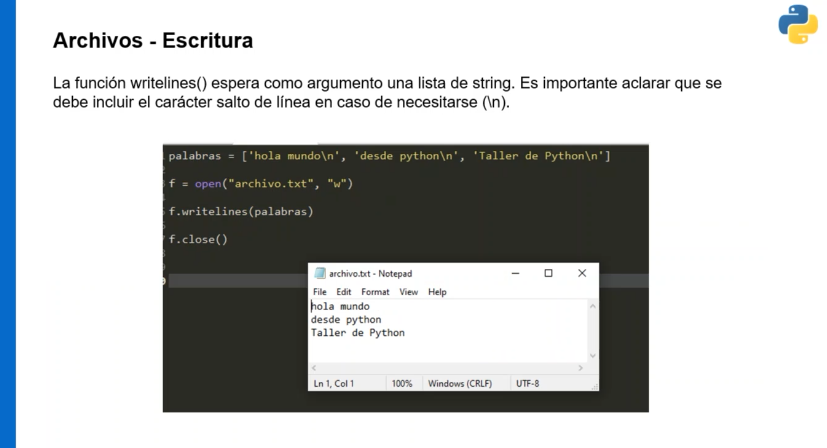 Archivos - Escritura
La función writelines() espera como argumento una lista de string. Es importante aclarar que se
debe incluir el carácter salto de línea en caso de necesitarse (\n).
palabras = ['hola mundo\n', 'desde python\n', 'Taller de Python\n']
f = open("archivo.txt", "w")
f.writelines(palabras)
f.close()
archivo.txt - Notepad
File Edit Format View Help
hola mundo
desde python
Taller de Python
Ln 1, Col 1 100% Windows (CRLF) UTF-8